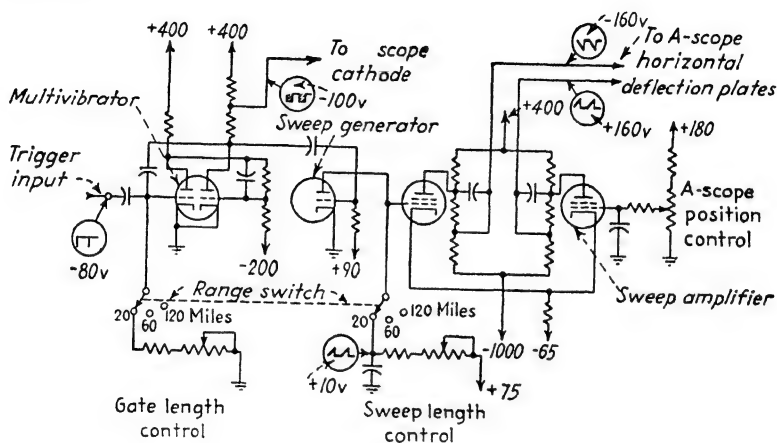 +400
+400
-160v
To scope
cathode
To A-scope
horizontal
deflection plates
Multivibrator
-100v
Sweep generator
+400
+160v
+180
Trigger
input
A-scope
position
control
-80v
-200
+90
Sweep amplifier
Range switch
20
60
120 Miles
20
60
120 Miles
-1000
-65
+10v
+75
Gate length
control
Sweep length
control